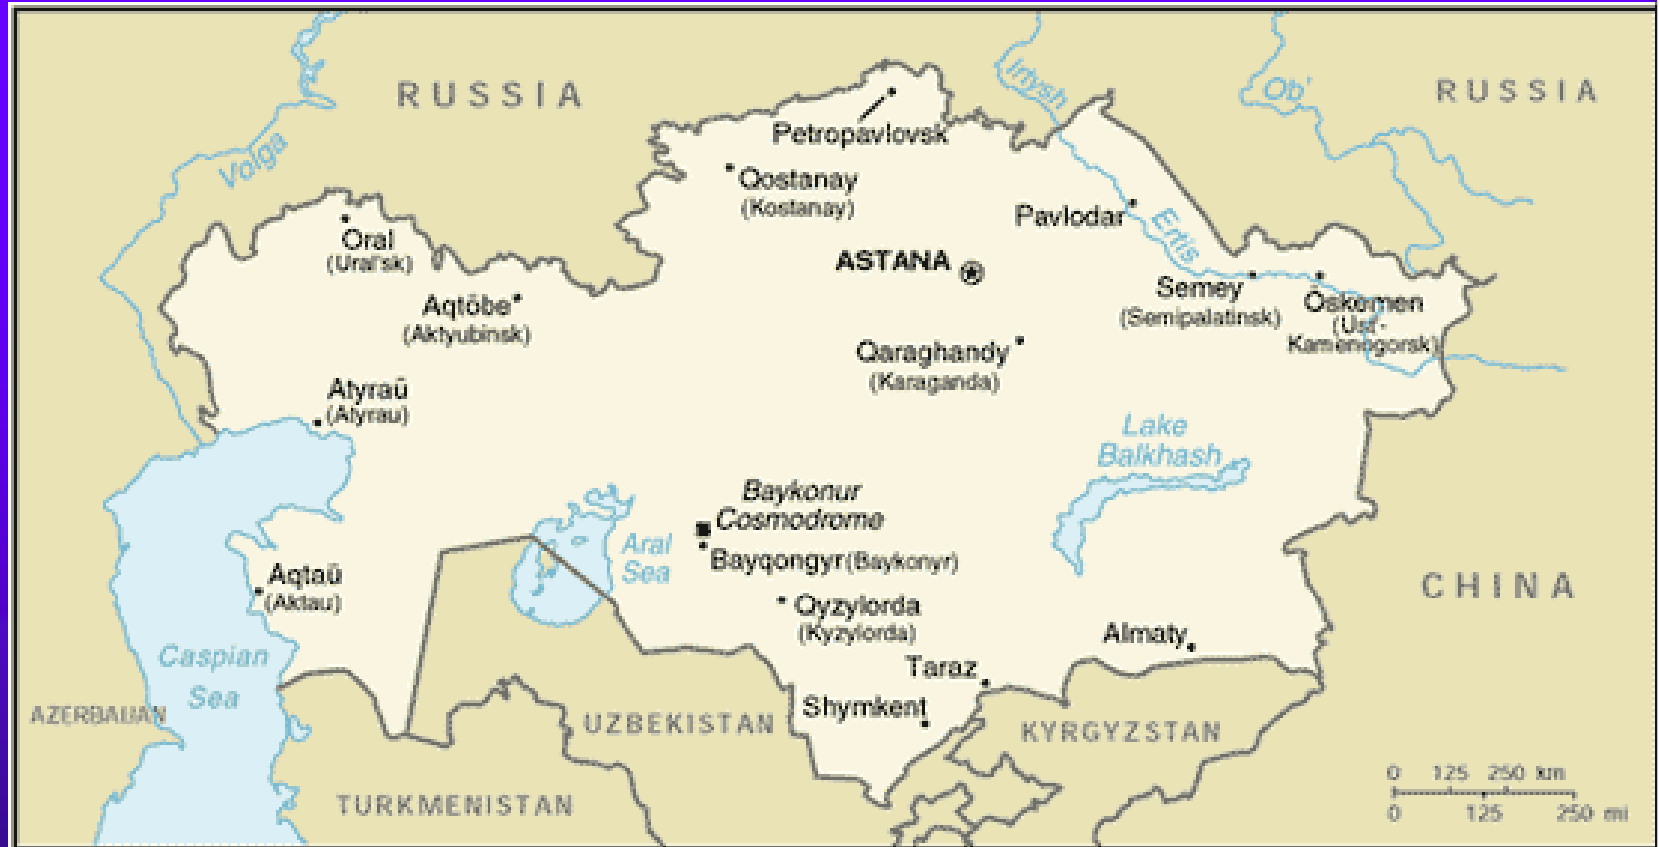 RUSSIA
Irtysh
Ob'
RUSSIA
Volga
Petropavlovsk
Qostanay
(Kostanay)
Pavlodar
Ertis
Oral
(Ural'sk)
ASTANA
Semey
(Semipalatinsk)
Öskemen
(Ust'-
Kamenogorsk)
Aqtöbe
(Aktyubinsk)
Qaraghandy
(Karaganda)
Atyraū
(Atyrau)
Lake
Balkhash
Baykonur
Cosmodrome
Aral
Sea
Bayqongyr (Baykonyr)
Aqtaū
(Aktau)
CHINA
Qyzylorda
(Kyzylorda)
Almaty
Caspian
Sea
Taraz
Shymkent
AZERBAIJAN
UZBEKISTAN
KYRGYZSTAN
TURKMENISTAN
0 125 250 km
0 125 250 mi